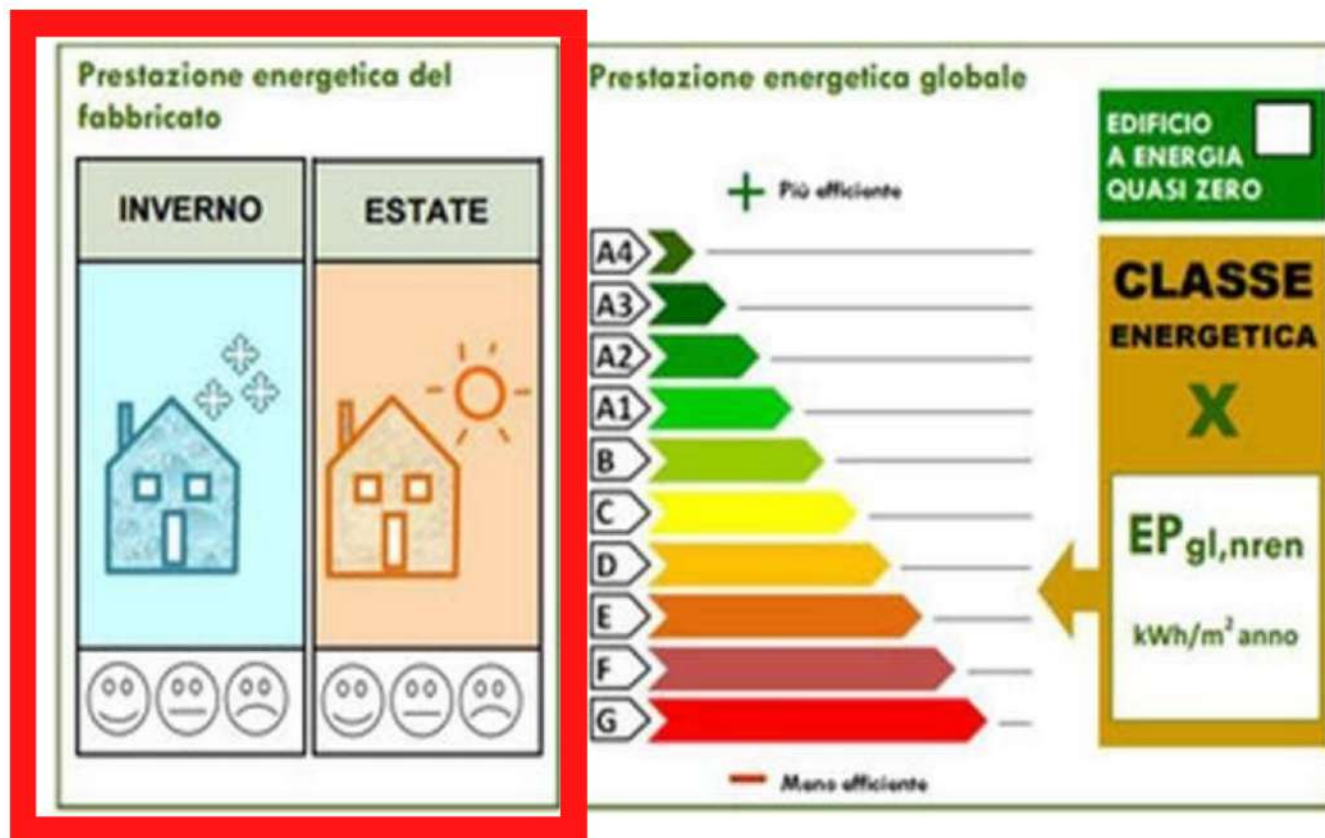 Prestazione energetica del
fabbricato
INVERNO
ESTATE
Prestazione energetica globale
+ Più efficiente
A4
A3
A2
A1
B
C
D
E
F
G
— Meno efficiente
EDIFICIO
A ENERGIA
QUASI ZERO
CLASSE
ENERGETICA
X
EPgl,nren
kWh/m² anno